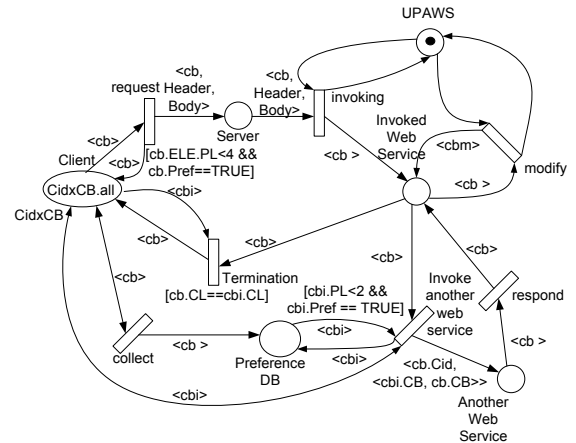 UPAWS
<cb,
Header,
Body>
<cb,
Header,
Body>
request
invoking
<cb>
Server
Invoked
Web
Service
<cbm>
modify
Client
<cb>
[cb.ELE.PL<4 &&
cb.Pref==TRUE]
<cb >
<cb >
CidxCB.all
<cbi>
CidxCB
<cb>
<cb>
<cb>
<cb>
<cb>
Termination
[cb.CL==cbi.CL]
[cbi.PL<2 &&
cbi.Pref == TRUE]
Invoke
another
web
service
respond
<cbi>
collect
<cb >
<cbi>
<cb >
Preference
DB
<cb.Cid,
<cbi.CB, cb.CB>>
<cbi>
Another
Web
Service